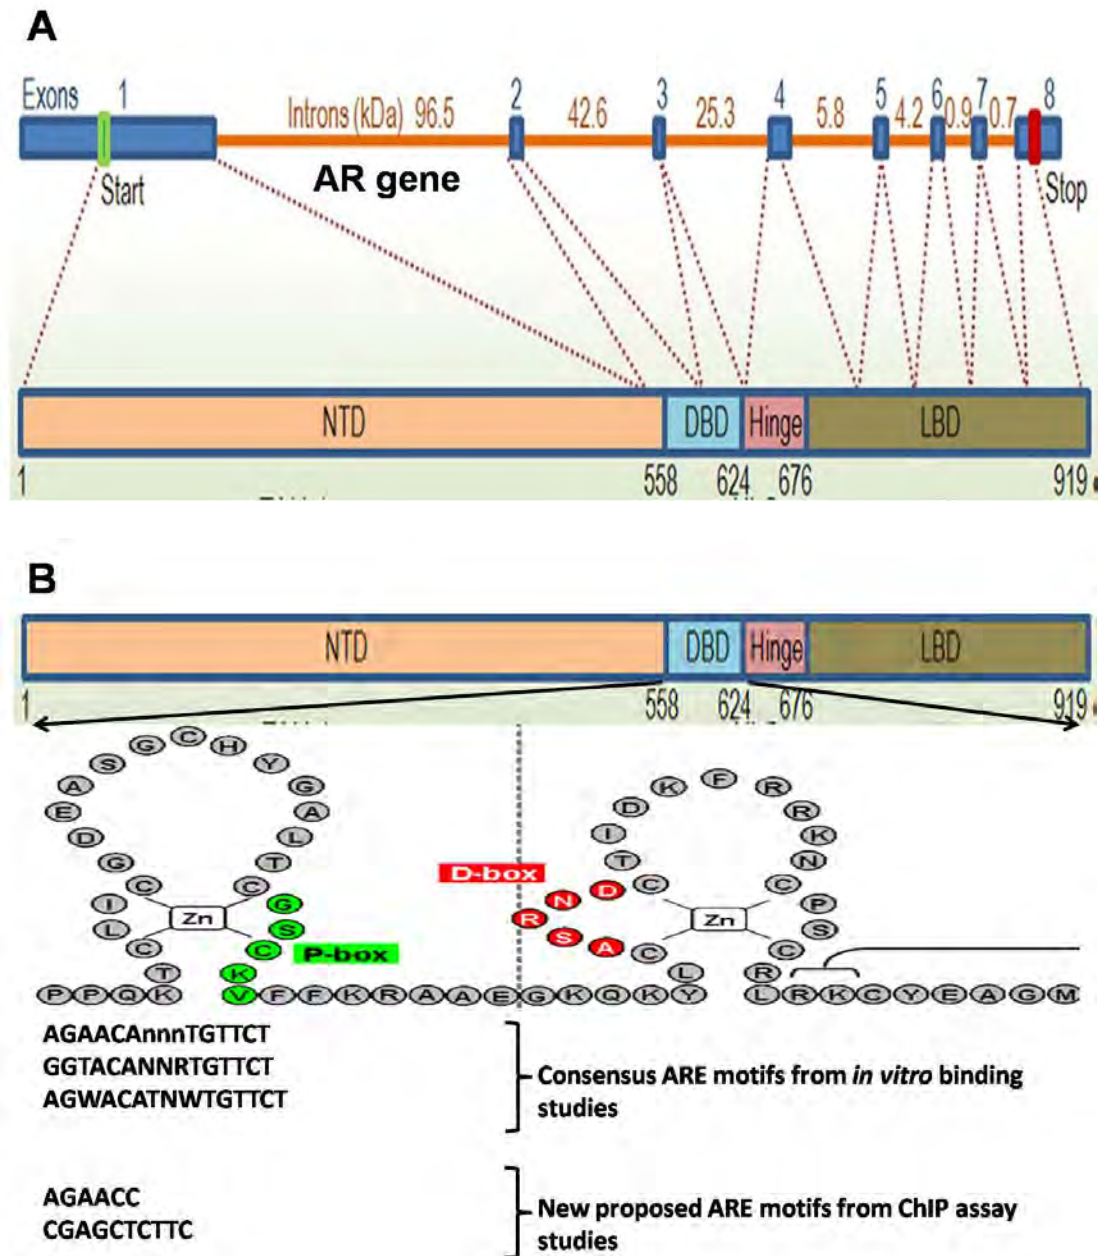 A
Exons 1 Introns (kDa) 96.5 2 42.6 3 25.3 4 5.8 5 4.2 6 0.9 7 0.7 8
Start AR gene Stop
NTD DBD Hinge LBD
1 558 624 676 919
B
NTD DBD Hinge LBD
1 558 624 676 919
G C H Y
S G
A A
E L
D T
G C
C G
I Zn S
L C
C P-box
T K
P P Q K V F F K R A A E G K Q K Y L R K C Y E A G M
D-box
K F R
D R
I K
T N
D C C
N P
R Zn S
S A C C
L R
AGAACAnnnTGTTCT
GGTACANNRTGTTCT
AGWACATNWTGTTCT
Consensus ARE motifs from in vitro binding
studies
AGAACC
CGAGCTCTTC
New proposed ARE motifs from ChIP assay
studies